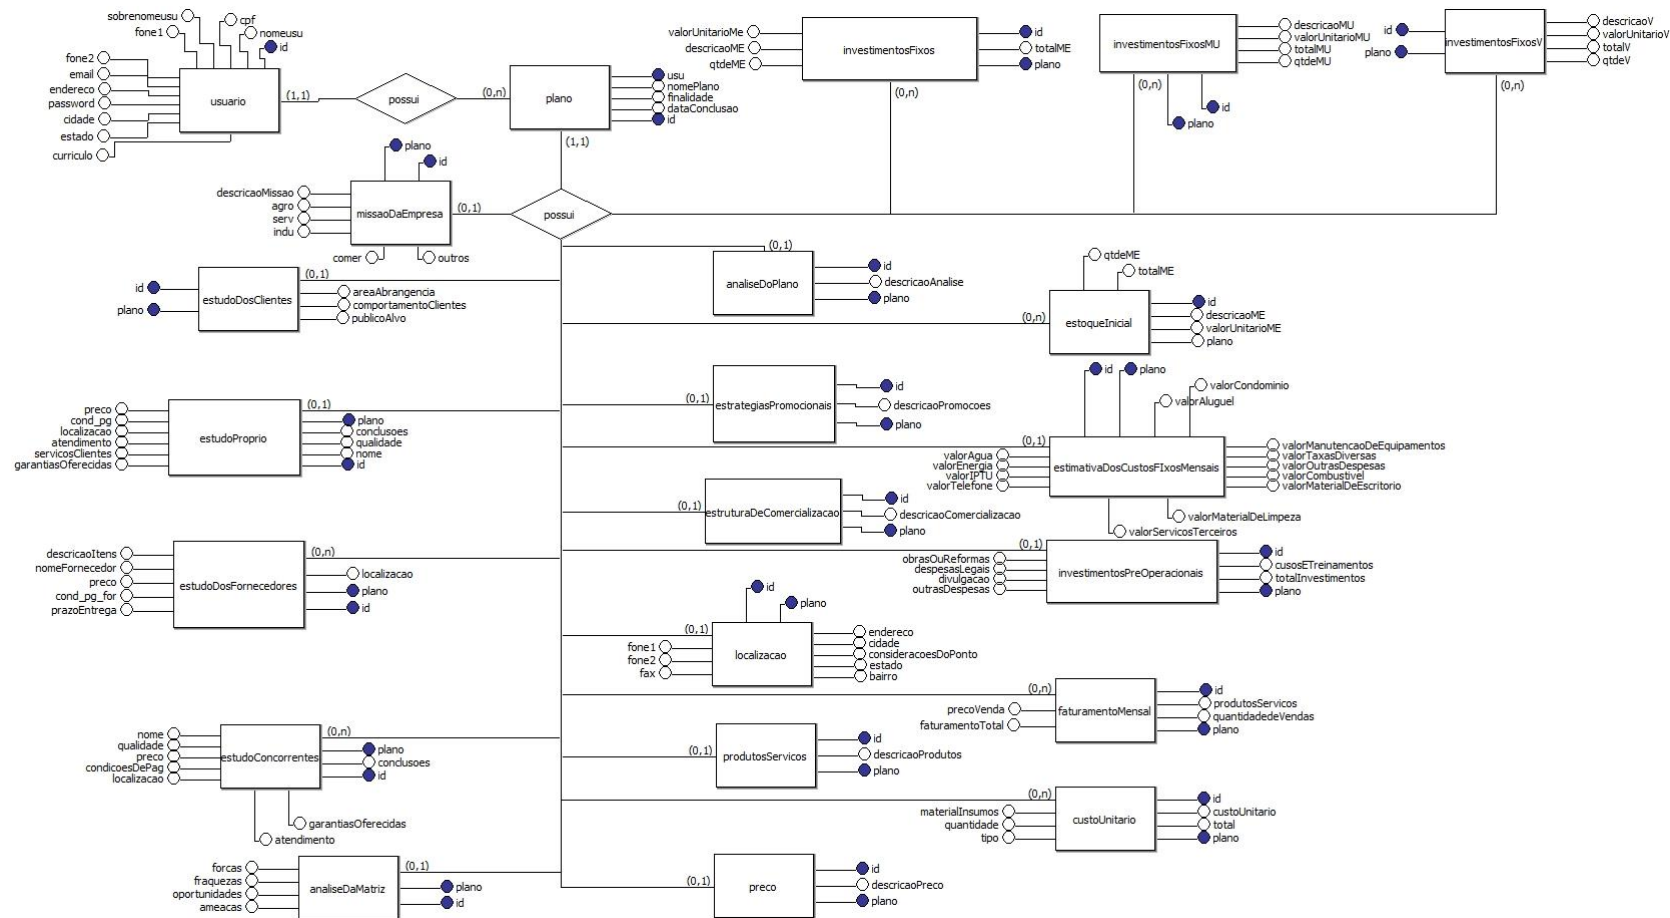 sobrenomeusu
cpf
fone1
nomeusu
id
fone2
email
endereco
password
cidade
estado
curriculo
usuario
(1,1)
possui
(0,n)
plano
usu
nomePlano
finalidade
dataConclusao
id
(1,1)
valorUnitarioMe
descricaoME
qtdeME
investimentosFixos
id
totalME
plano
(0,n)
investimentosFixosMU
descricaoMU
valorUnitarioMU
totalMU
qtdeMU
(0,n)
id
plano
id
plano
investimentosFixosV
descricaoV
valorUnitarioV
totalV
qtdeV
(0,n)
plano
id
descricaoMissao
agro
serv
indu
missaoDaEmpresa
(0,1)
possui
comer
outros
id
plano
estudoDosClientes
(0,1)
areaAbrangencia
comportamentoClientes
publicoAlvo
(0,1)
analiseDoPlano
id
descricaoAnalise
plano
qtdeME
totalME
(0,n)
estoqueInicial
id
descricaoME
valorUnitarioME
plano
preco
cond_pg
localizacao
atendimento
servicosClientes
garantiasOferecidas
estudoProprio
(0,1)
plano
conclusoes
qualidade
nome
id
(0,1)
estrategiasPromocionais
id
descricaoPromocoes
plano
id
plano
valorCondominio
valorAluguel
(0,1)
valorAgua
valorEnergia
valorIPTU
valorTelefone
estimativaDosCustosFIxosMensais
valorManutencaoDeEquipamentos
valorTaxasDiversas
valorOutrasDespesas
valorCombustivel
valorMaterialDeEscritorio
valorMaterialDeLimpeza
valorServicosTerceiros
(0,1)
estruturaDeComercializacao
id
descricaoComercializacao
plano
descricaoItens
nomeFornecedor
preco
cond_pg_for
prazoEntrega
estudoDosFornecedores
(0,n)
localizacao
plano
id
(0,1)
obrasOuReformas
despesasLegais
divulgacao
outrasDespesas
investimentosPreOperacionais
id
cusosETreinamentos
totalInvestimentos
plano
id
plano
(0,1)
fone1
fone2
fax
localizacao
endereco
cidade
consideracoesDoPonto
estado
bairro
(0,n)
precoVenda
faturamentoTotal
faturamentoMensal
id
produtosServicos
quantidadedeVendas
plano
nome
qualidade
preco
condicoesDePag
localizacao
estudoConcorrentes
(0,n)
plano
conclusoes
id
garantiasOferecidas
atendimento
(0,1)
produtosServicos
id
descricaoProdutos
plano
(0,n)
materialInsumos
quantidade
tipo
custoUnitario
id
custoUnitario
total
plano
forcas
fraquezas
oportunidades
ameacas
analiseDaMatriz
(0,1)
plano
id
(0,1)
preco
id
descricaoPreco
plano